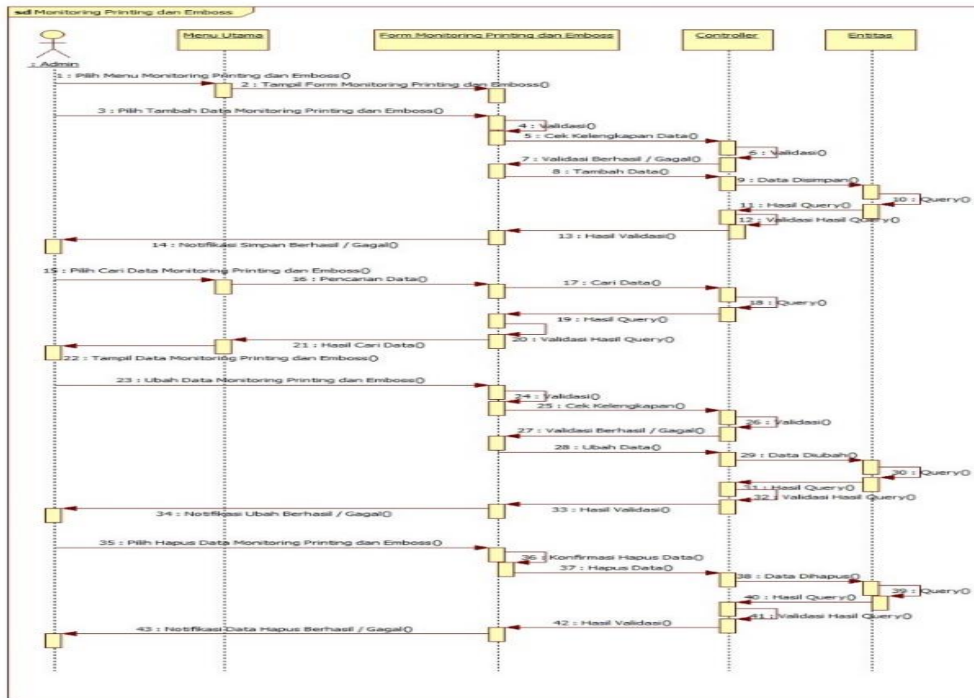 sd Monitoring Printing dan Emboss
Menu Utama
Form Monitoring Printing dan Emboss
Controller
Entitas
: Admin
1 : Pilih Menu Monitoring Printing dan Emboss()
2 : Tampil Form Monitoring Printing dan Emboss()
3 : Pilih Tambah Data Monitoring Printing dan Emboss()
4 : Validasi()
5 : Cek Kelengkapan Data()
6 : Validasi()
7 : Validasi Berhasil / Gagal()
8 : Tambah Data()
9 : Data Disimpan()
10 : Query()
11 : Hasil Query()
12 : Validasi Hasil Query()
13 : Hasil Validasi()
14 : Notifikasi Simpan Berhasil / Gagal()
15 : Pilih Cari Data Monitoring Printing dan Emboss()
16 : Pencarian Data()
17 : Cari Data()
18 : Query()
19 : Hasil Query()
20 : Validasi Hasil Query()
21 : Hasil Cari Data()
22 : Tampil Data Monitoring Printing dan Emboss()
23 : Ubah Data Monitoring Printing dan Emboss()
24 : Validasi()
25 : Cek Kelengkapan()
26 : Validasi()
27 : Validasi Berhasil / Gagal()
28 : Ubah Data()
29 : Data Diubah()
30 : Query()
31 : Hasil Query()
32 : Validasi Hasil Query()
33 : Hasil Validasi()
34 : Notifikasi Ubah Berhasil / Gagal()
35 : Pilih Hapus Data Monitoring Printing dan Emboss()
36 : Konfirmasi Hapus Data()
37 : Hapus Data()
38 : Data Dihapus()
39 : Query()
40 : Hasil Query()
41 : Validasi Hasil Query()
42 : Hasil Validasi()
43 : Notifikasi Data Hapus Berhasil / Gagal()